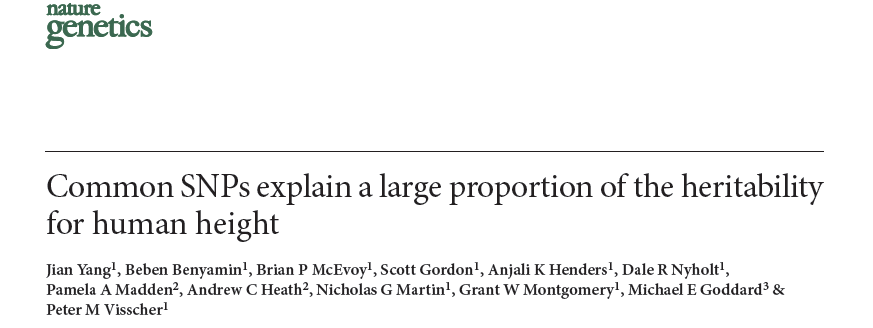 nature
genetics
Common SNPs explain a large proportion of the heritability
for human height
Jian Yang¹, Beben Benyamin¹, Brian P McEvoy¹, Scott Gordon¹, Anjali K Henders¹, Dale R Nyholt¹,
Pamela A Madden², Andrew C Heath², Nicholas G Martin¹, Grant W Montgomery¹, Michael E Goddard³ &
Peter M Visscher¹